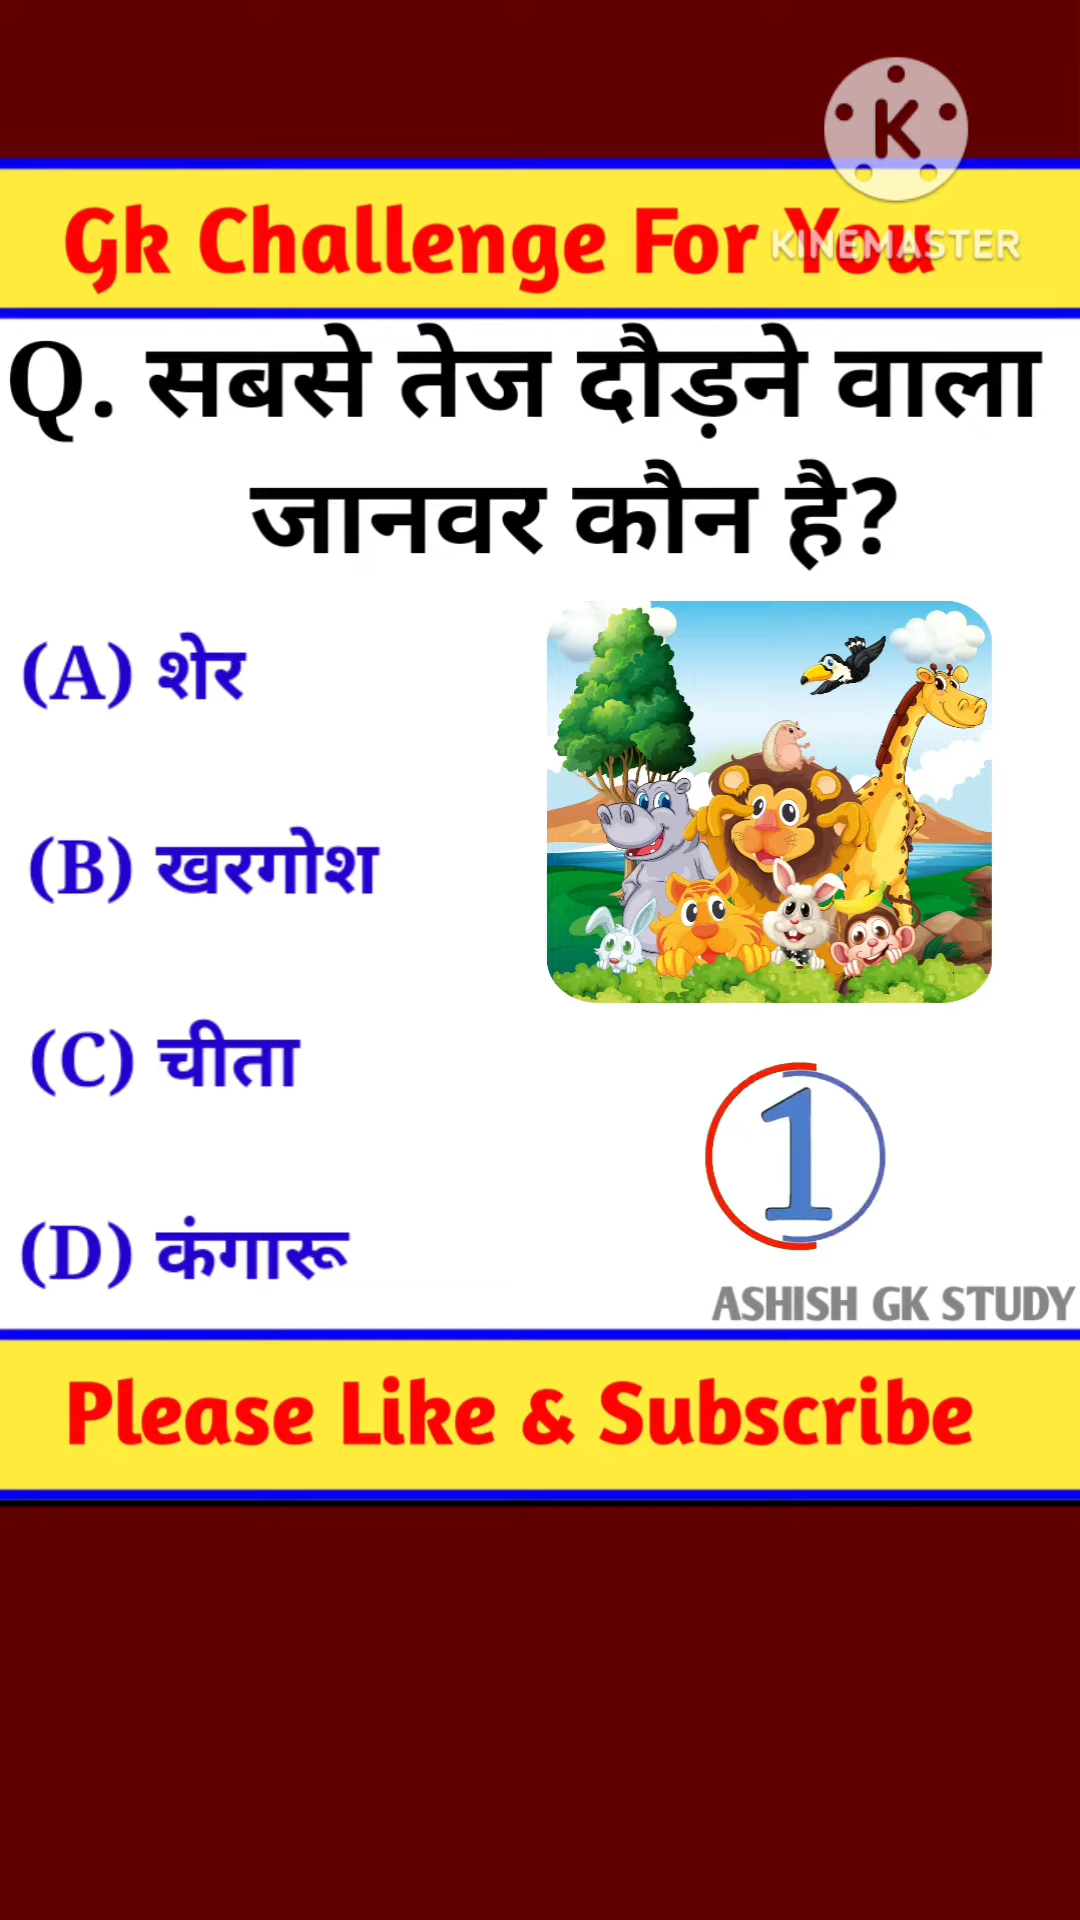 K
KINEMASTER
Gk Challenge For You
Q. सबसे तेज दौड़ने वाला
जानवर कौन है?
(A) शेर
(B) खरगोश
(C) चीता
(D) कंगारू
1
ASHISH GK STUDY
Please Like & Subscribe